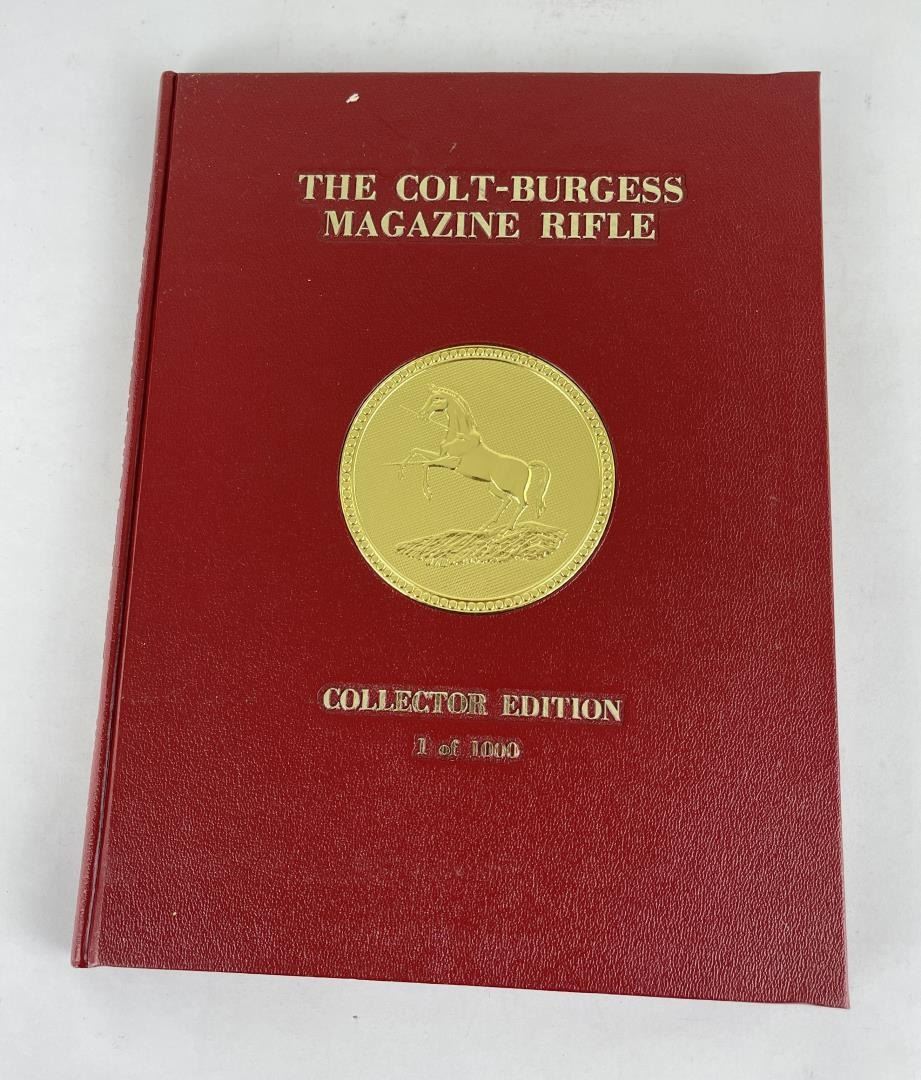 THE COLT-BURGESS
MAGAZINE RIFLE
COLLECTOR EDITION
1 of 1000